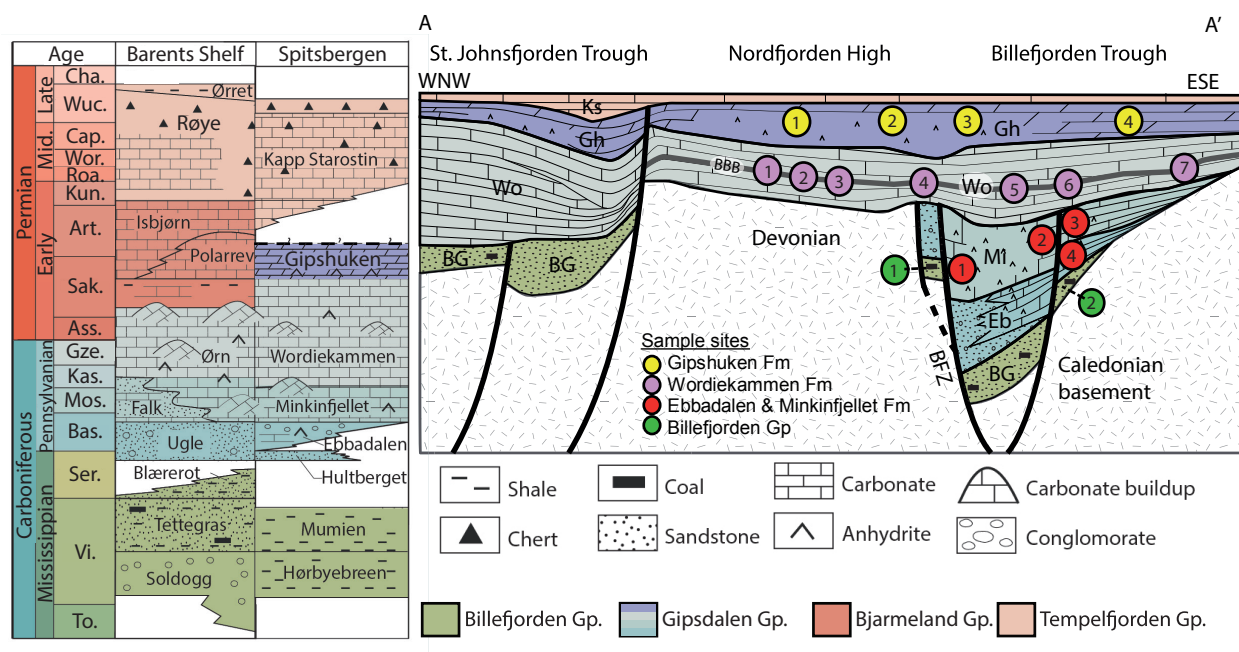 Age
Barents Shelf
Spitsbergen
Permian
Carboniferous
Late
Mid.
Early
Pennsylvanian
Mississippian
Cha.
Wuc.
Cap.
Wor.
Roa.
Kun.
Art.
Sak.
Ass.
Gze.
Kas.
Mos.
Bas.
Ser.
Vi.
To.
Ørret
Røye
Isbjørn
Polarrev
Ørn
Falk
Ugle
Blærerot
Tettegras
Soldogg
Kapp Starostin
?
?
?
Gipshuken
Wordiekammen
Minkinfjellet
Ebbadalen
Hultberget
Mumien
Hørbyebreen
A
A'
St. Johnsfjorden Trough
Nordfjorden High
Billefjorden Trough
WNW
ESE
Ks
Gh
Wo
BG
BG
1
2
3
4
Gh
BBB
1
2
3
4
Wo
5
6
7
Devonian
Mi
Eb
BG
BFZ
1
1
2
3
4
2
Caledonian
basement
Sample sites
Gipshuken Fm
Wordiekammen Fm
Ebbadalen & Minkinfjellet Fm
Billefjorden Gp
Shale
Coal
Carbonate
Carbonate buildup
Chert
Sandstone
Anhydrite
Conglomorate
Billefjorden Gp.
Gipsdalen Gp.
Bjarmeland Gp.
Tempelfjorden Gp.